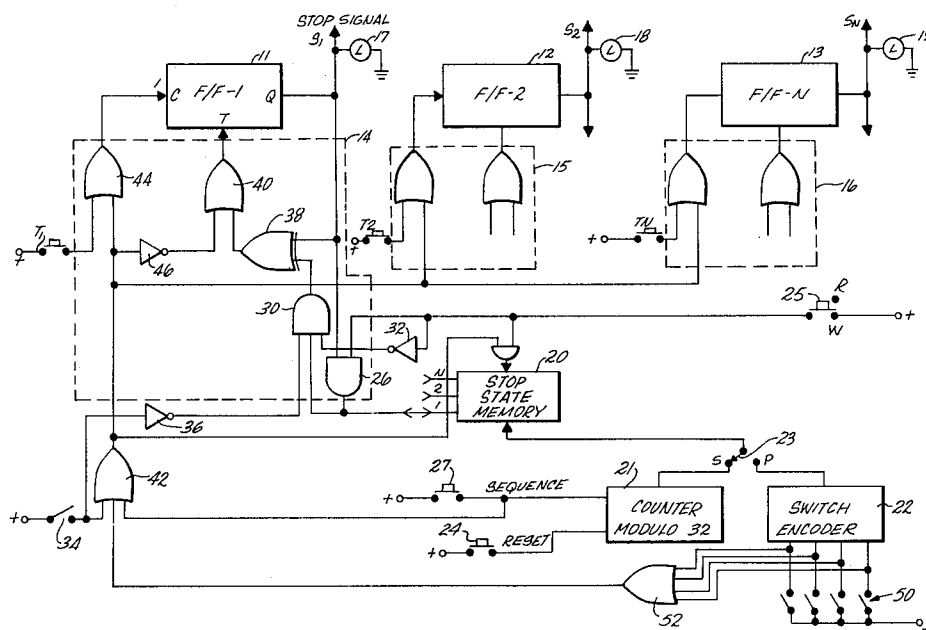 STOP SIGNAL
S1
17
L
S2
18
L
SN
19
L
11
1
C
F/F-1
Q
T
12
F/F-2
13
F/F-N
14
15
16
44
40
38
T1
+
46
T2
+
TN
+
30
32
26
25
R
W
+
20
STOP
STATE
MEMORY
N
2
1
36
42
34
+
27
+
SEQUENCE
24
+
RESET
21
COUNTER
MODULO 32
S
23
P
SWITCH
ENCODER
22
52
50